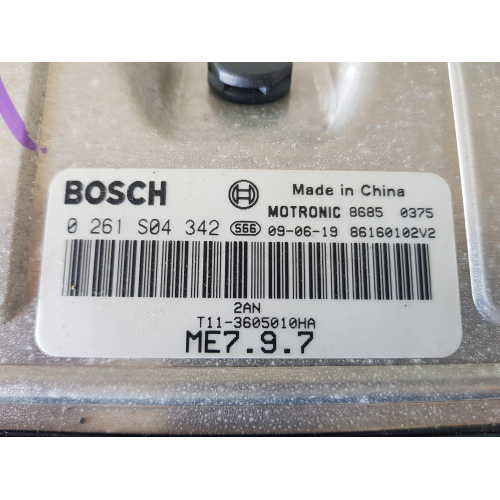 BOSCH Made in China
MOTRONIC 8685 0375
0 261 S04 342 S66 09-06-19 86160102V2
2AN
T11-3605010HA
ME7.9.7